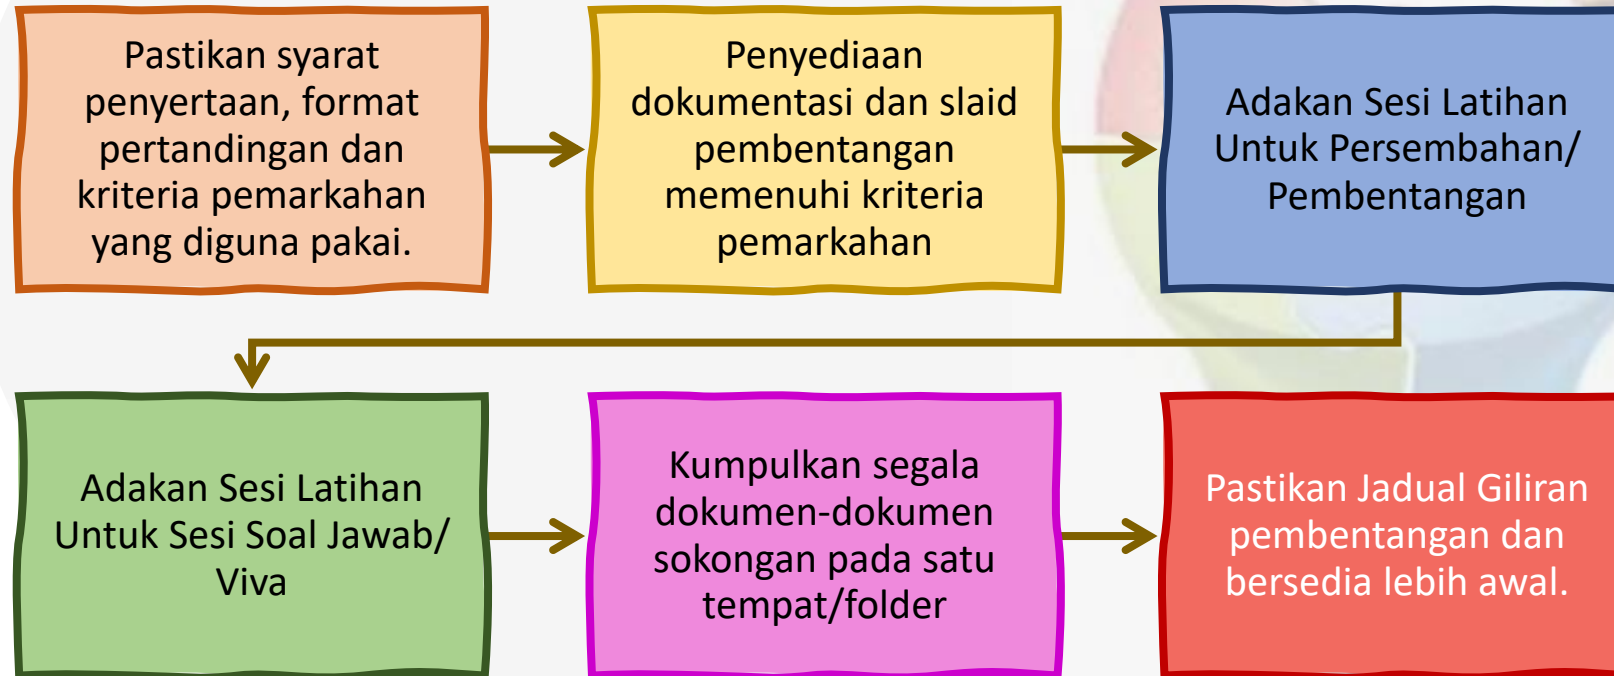 Pastikan syarat
penyertaan, format
pertandingan dan
kriteria pemarkahan
yang diguna pakai.
Penyediaan
dokumentasi dan slaid
pembentangan
memenuhi kriteria
pemarkahan
Adakan Sesi Latihan
Untuk Persembahan/
Pembentangan
Adakan Sesi Latihan
Untuk Sesi Soal Jawab/
Viva
Kumpulkan segala
dokumen-dokumen
sokongan pada satu
tempat/folder
Pastikan Jadual Giliran
pembentangan dan
bersedia lebih awal.